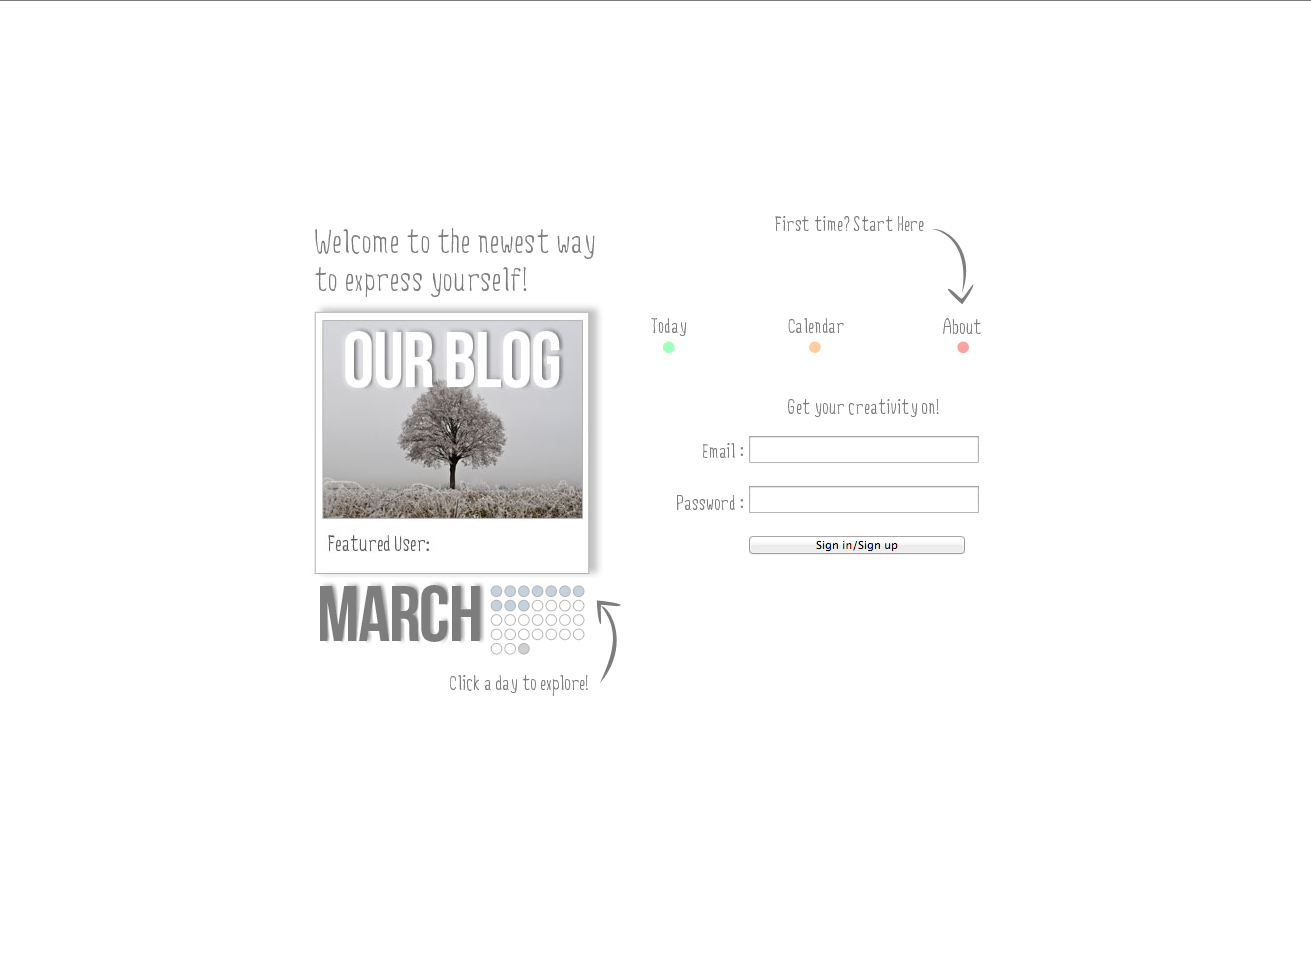 Welcome to the newest way
to express yourself!
OUR BLOG
Featured User:
MARCH
Click a day to explore!
First time? Start Here
Today
Calendar
About
Get your creativity on!
Email :
Password :
Sign in/Sign up